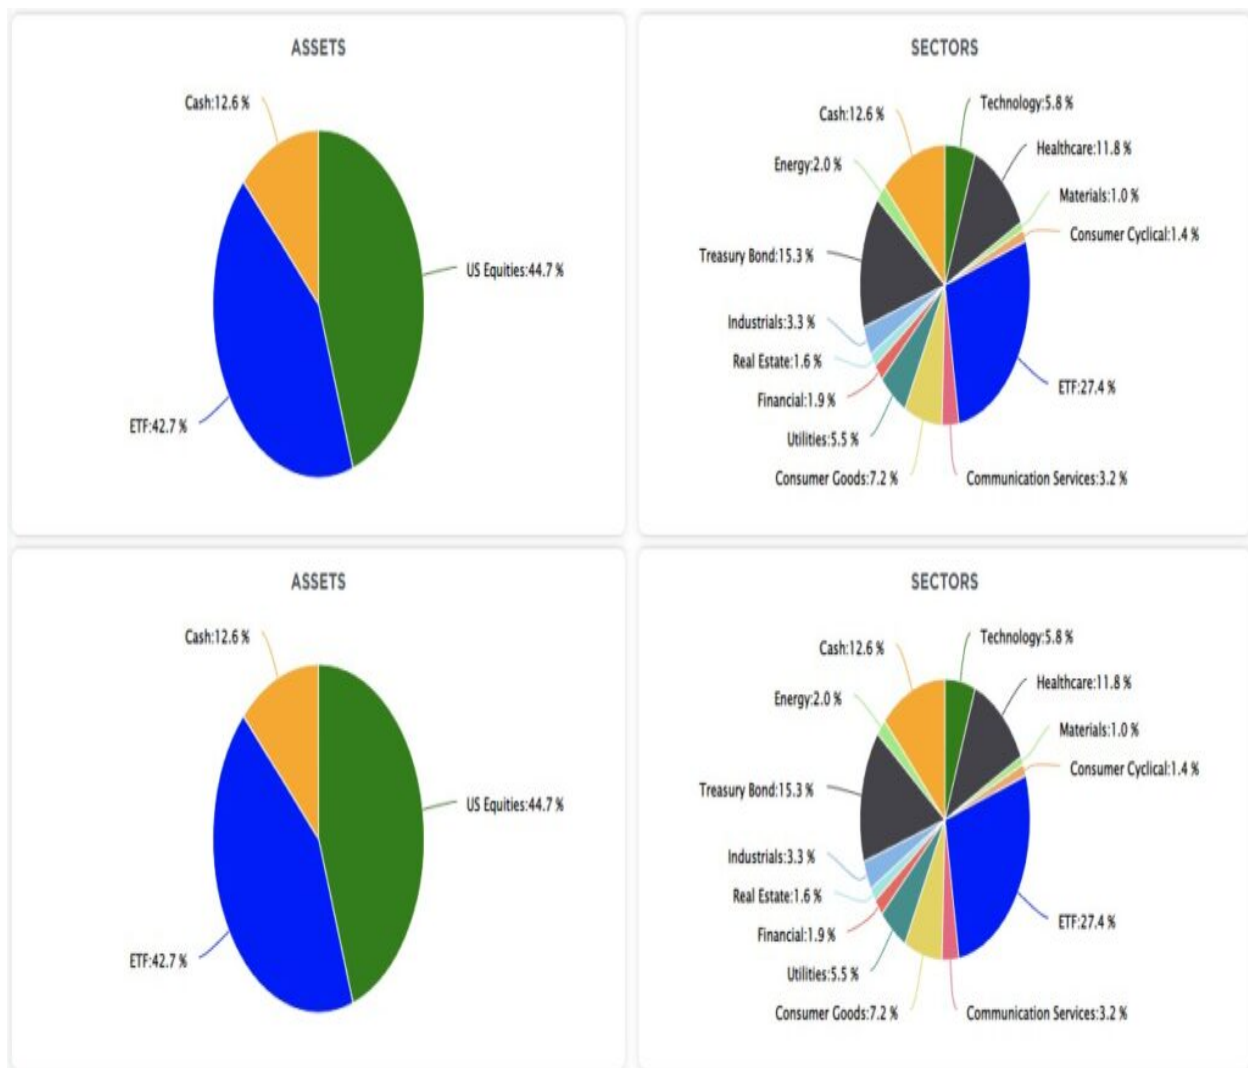 ASSETS
Cash:12.6 %
US Equities:44.7 %
ETF:42.7 %
SECTORS
Technology:5.8 %
Cash:12.6 %
Healthcare:11.8 %
Energy:2.0 %
Materials:1.0 %
Consumer Cyclical:1.4 %
Treasury Bond:15.3 %
Industrials:3.3 %
Real Estate:1.6 %
ETF:27.4 %
Financial:1.9 %
Utilities:5.5 %
Consumer Goods:7.2 %
Communication Services:3.2 %
ASSETS
Cash:12.6 %
US Equities:44.7 %
ETF:42.7 %
SECTORS
Technology:5.8 %
Cash:12.6 %
Healthcare:11.8 %
Energy:2.0 %
Materials:1.0 %
Consumer Cyclical:1.4 %
Treasury Bond:15.3 %
Industrials:3.3 %
Real Estate:1.6 %
ETF:27.4 %
Financial:1.9 %
Utilities:5.5 %
Consumer Goods:7.2 %
Communication Services:3.2 %